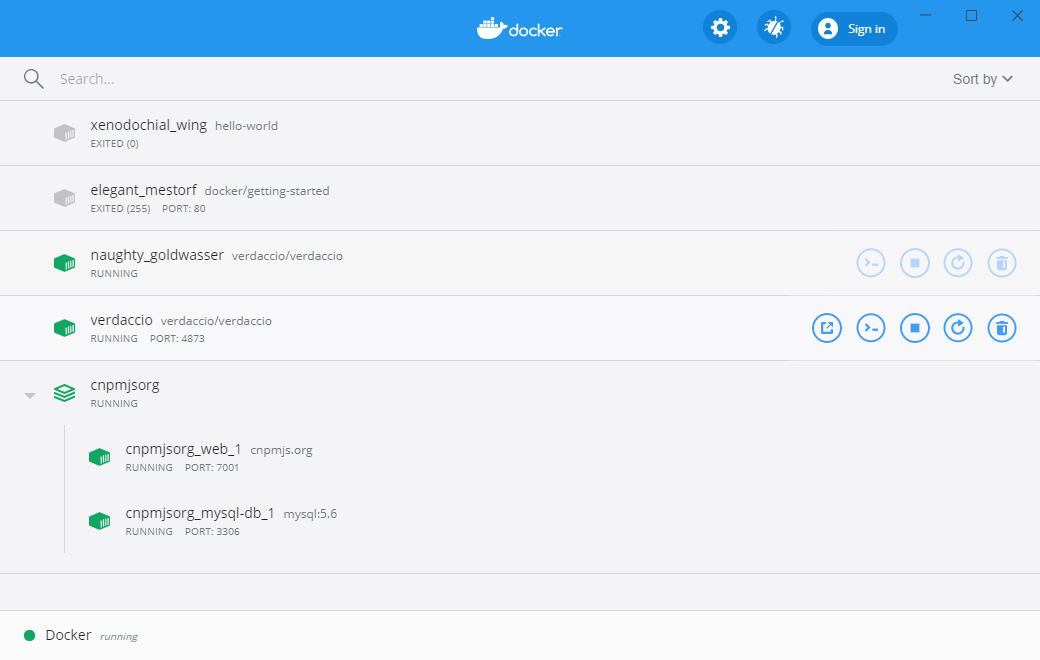 docker
Sign in
Search...
Sort by
xenodochial_wing hello-world
EXITED (0)
elegant_mestorf docker/getting-started
EXITED (255) PORT: 80
naughty_goldwasser verdaccio/verdaccio
RUNNING
verdaccio verdaccio/verdaccio
RUNNING PORT: 4873
cnpmjsorg
RUNNING
cnpmjsorg_web_1 cnpmjs.org
RUNNING PORT: 7001
cnpmjsorg_mysql-db_1 mysql:5.6
RUNNING PORT: 3306
Docker running